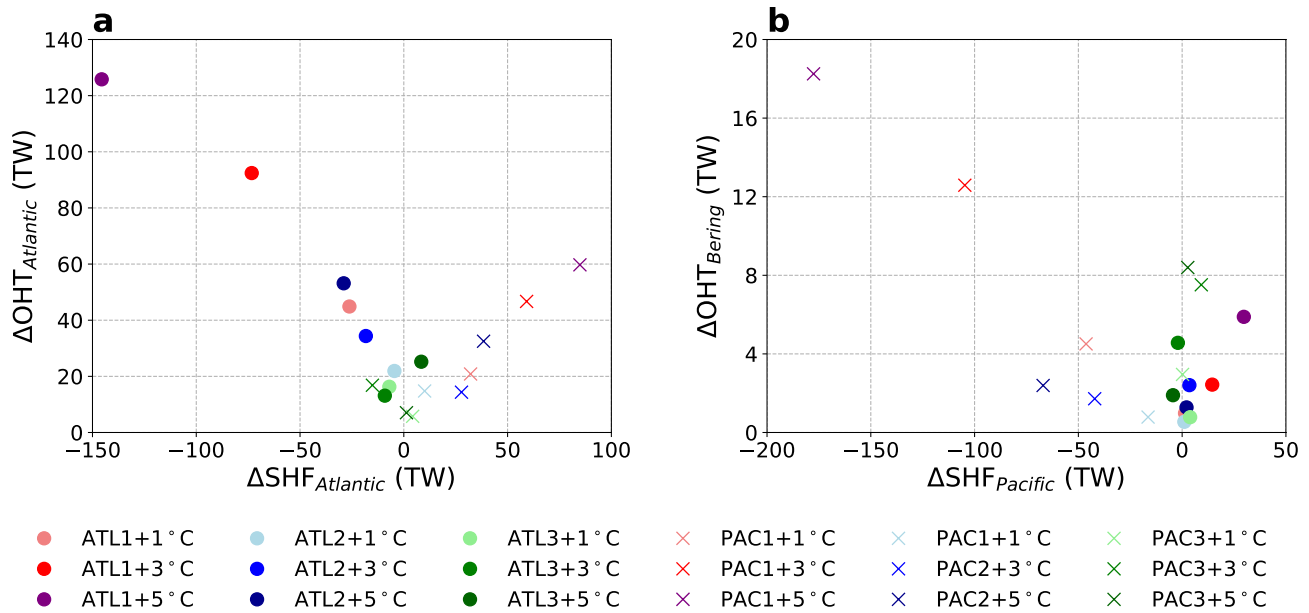 a
b
140
120
100
80
60
40
20
0
ΔOHT_Atlantic (TW)
−150
−100
−50
0
50
100
ΔSHF_Atlantic (TW)
20
16
12
8
4
0
ΔOHT_Bering (TW)
−200
−150
−100
−50
0
50
ΔSHF_Pacific (TW)
ATL1+1°C ATL2+1°C ATL3+1°C PAC1+1°C PAC1+1°C PAC3+1°C
ATL1+3°C ATL2+3°C ATL3+3°C PAC1+3°C PAC2+3°C PAC3+3°C
ATL1+5°C ATL2+5°C ATL3+5°C PAC1+5°C PAC2+5°C PAC3+5°C